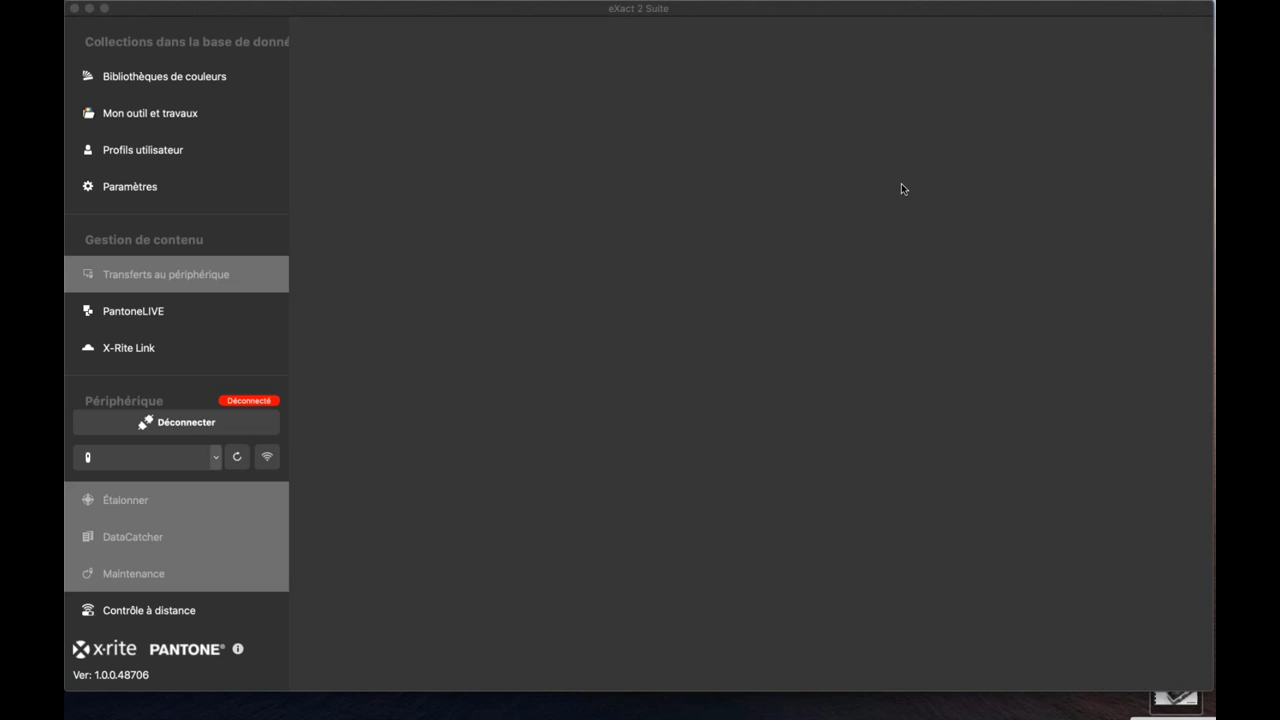 eXact 2 Suite
Collections dans la base de donné
Bibliothèques de couleurs
Mon outil et travaux
Profils utilisateur
Paramètres
Gestion de contenu
Transferts au périphérique
PantoneLIVE
X-Rite Link
Périphérique
Déconnecté
Déconnecter
Étalonner
DataCatcher
Maintenance
Contrôle à distance
x·rite PANTONE®
Ver: 1.0.0.48706